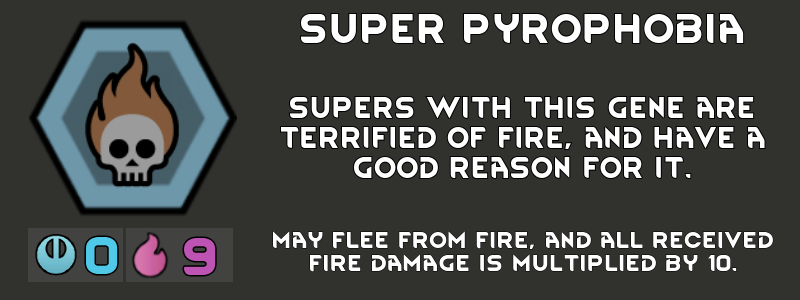 SUPER PYROPHOBIA
SUPERS WITH THIS GENE ARE
TERRIFIED OF FIRE, AND HAVE A
GOOD REASON FOR IT.
0 9
MAY FLEE FROM FIRE, AND ALL RECEIVED
FIRE DAMAGE IS MULTIPLIED BY 10.